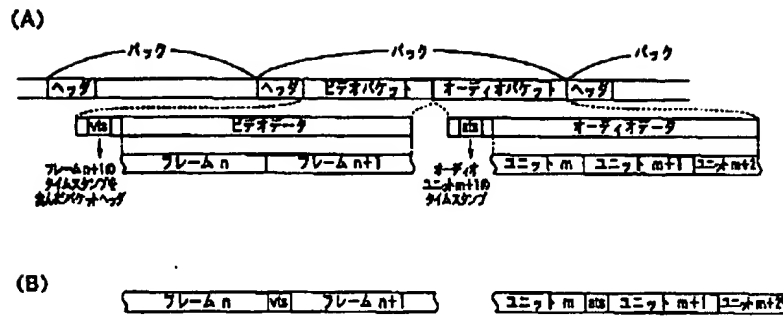 (A)
パック パック パック
ヘッダ ヘッダ ビデオパケット オーディオパケット ヘッダ
vts ビデオデータ sts オーディオデータ
フレーム n フレーム n+1 ユニット m ユニット m+1 ユニット m+2
フレームn+1の
タイムスタンプを
含んだパケットヘッダ
オーディオ
ユニットm+1の
タイムスタンプ
(B)
フレーム n vts フレーム n+1 ユニット m sts ユニット m+1 ユニット m+2